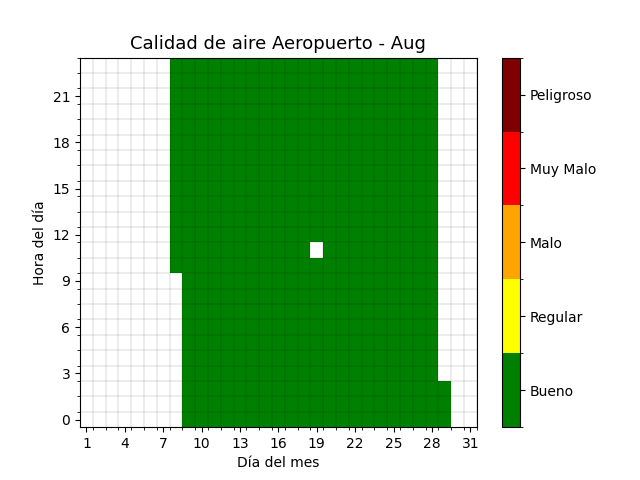 Calidad de aire Aeropuerto - Aug
Hora del día
21
18
15
12
9
6
3
0
1 4 7 10 13 16 19 22 25 28 31
Día del mes
Peligroso
Muy Malo
Malo
Regular
Bueno